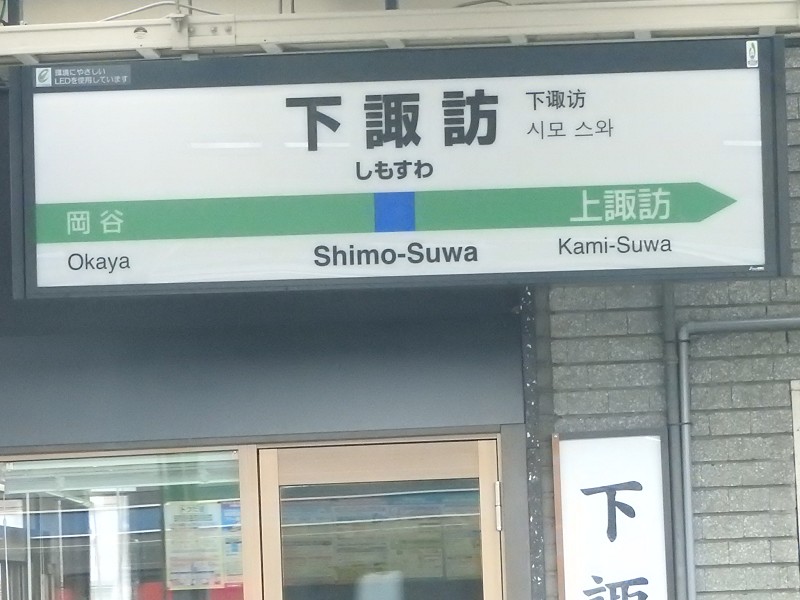 環境にやさしい
LEDを使用しています
下諏訪
下诹访
시모 스와
しもすわ
岡谷
上諏訪
Okaya
Shimo-Suwa
Kami-Suwa
下
諏